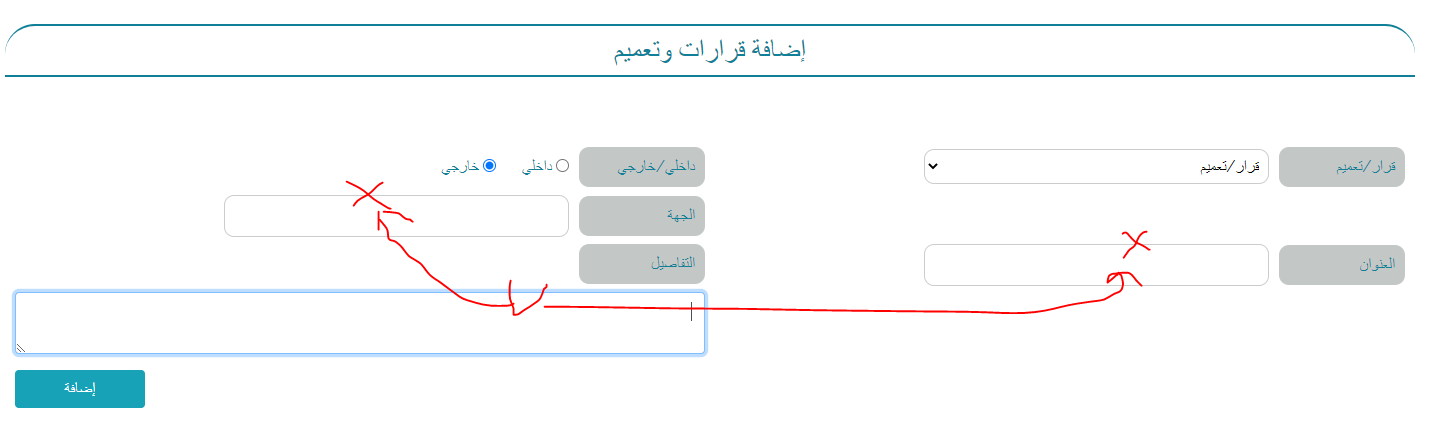 إضافة قرارات وتعميم
قرار/تعميم
قرار/تعميم
داخلي/خارجي
داخلي
خارجي
الجهة
العنوان
التفاصيل
إضافة